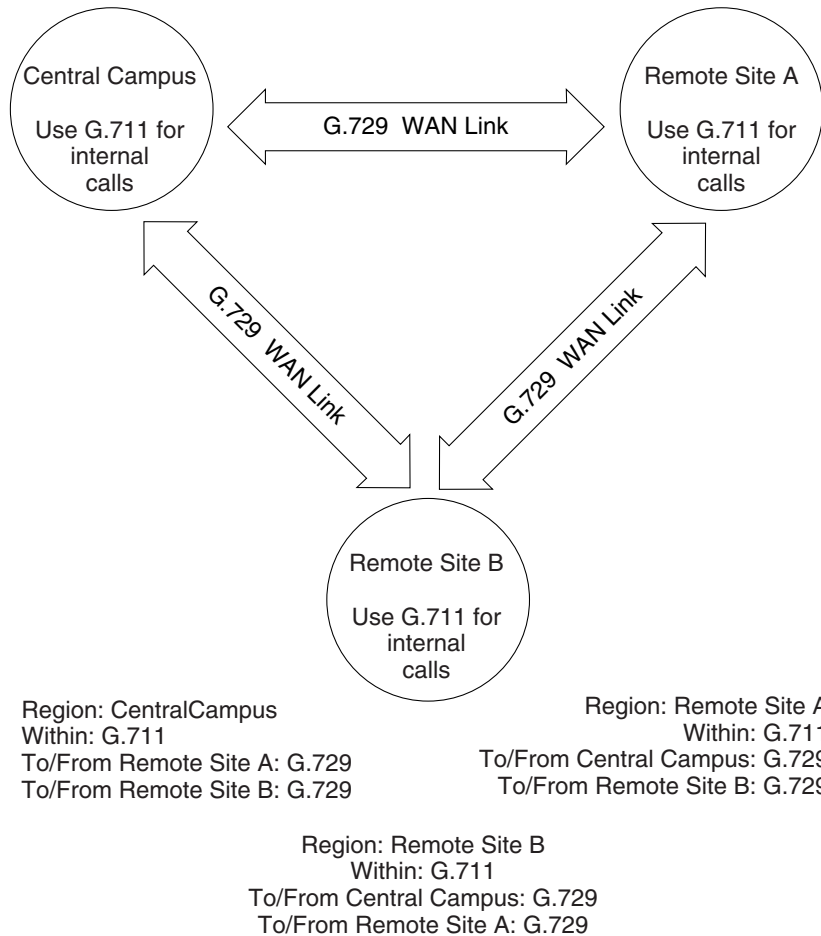 Central Campus
Use G.711 for
internal
calls
G.729 WAN Link
Remote Site A
Use G.711 for
internal
calls
G.729 WAN Link
G.729 WAN Link
Remote Site B
Use G.711 for
internal
calls
Region: CentralCampus
Within: G.711
To/From Remote Site A: G.729
To/From Remote Site B: G.729
Region: Remote Site A
Within: G.711
To/From Central Campus: G.729
To/From Remote Site B: G.729
Region: Remote Site B
Within: G.711
To/From Central Campus: G.729
To/From Remote Site A: G.729